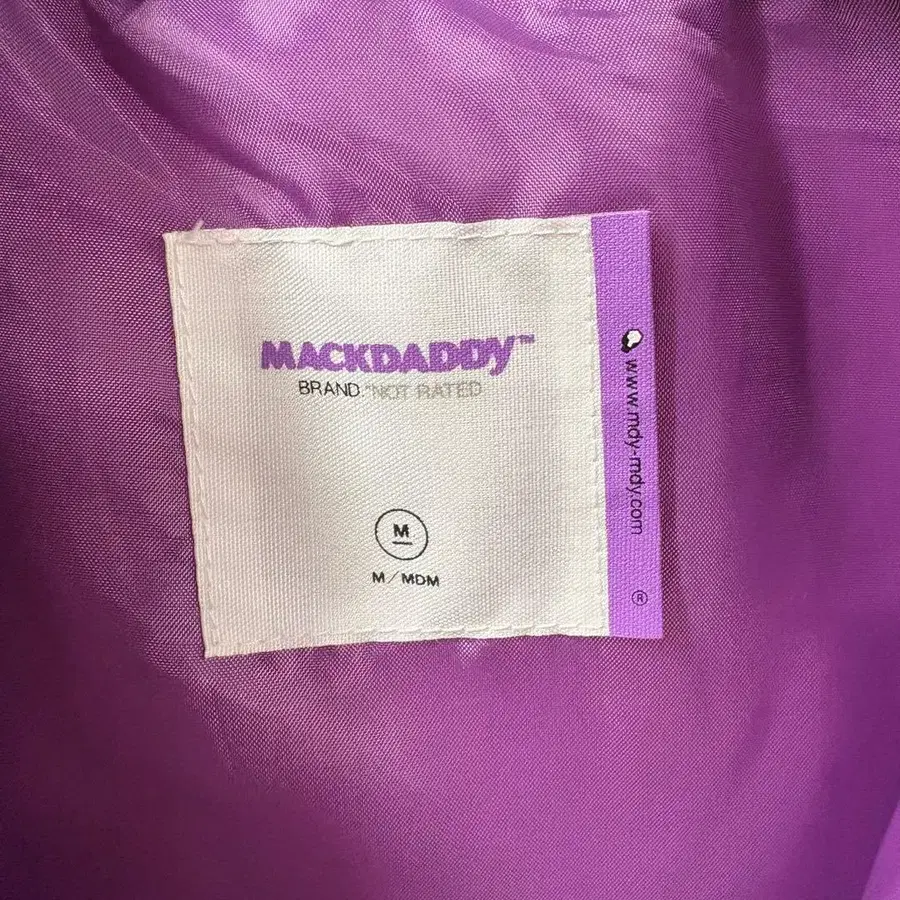 MACKDADDY™
BRAND. "NOT RATED
M
M / MDM
www.mdy-mdy.com
®